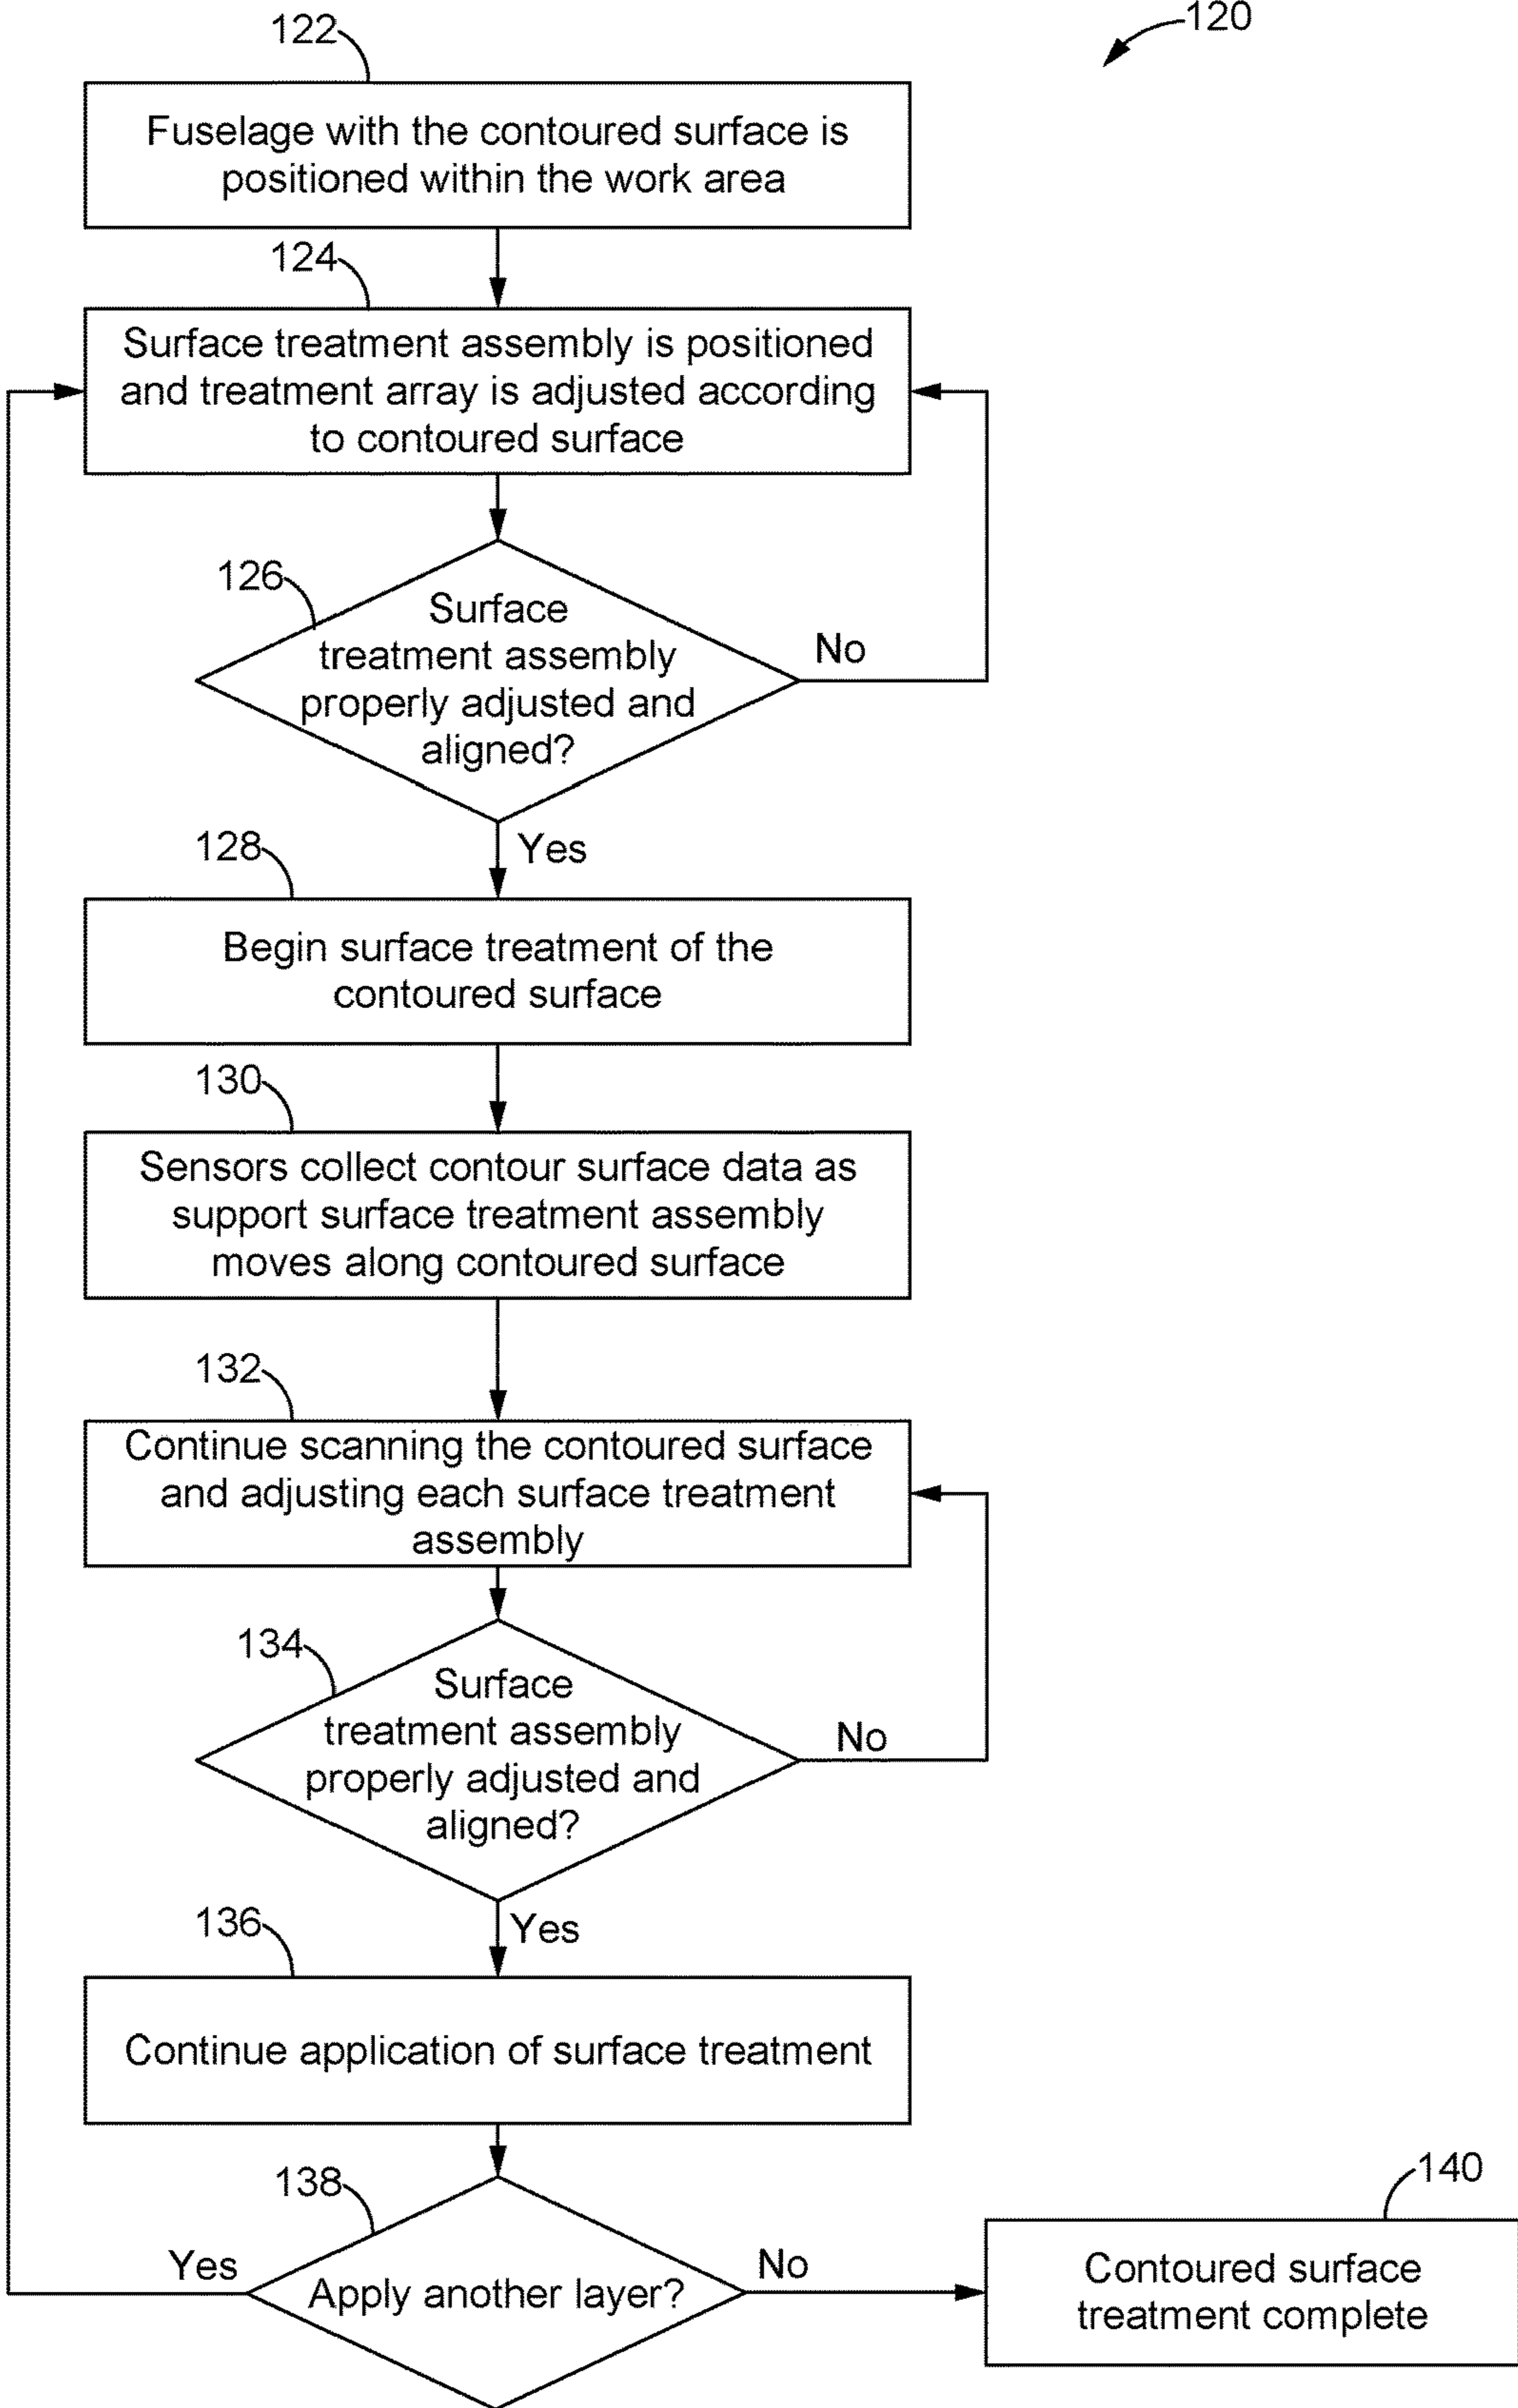 120
122
Fuselage with the contoured surface is
positioned within the work area
124
Surface treatment assembly is positioned
and treatment array is adjusted according
to contoured surface
126
Surface
treatment assembly
properly adjusted and
aligned?
No
Yes
128
Begin surface treatment of the
contoured surface
130
Sensors collect contour surface data as
support surface treatment assembly
moves along contoured surface
132
Continue scanning the contoured surface
and adjusting each surface treatment
assembly
134
Surface
treatment assembly
properly adjusted and
aligned?
No
Yes
136
Continue application of surface treatment
138
Apply another layer?
Yes
No
140
Contoured surface
treatment complete